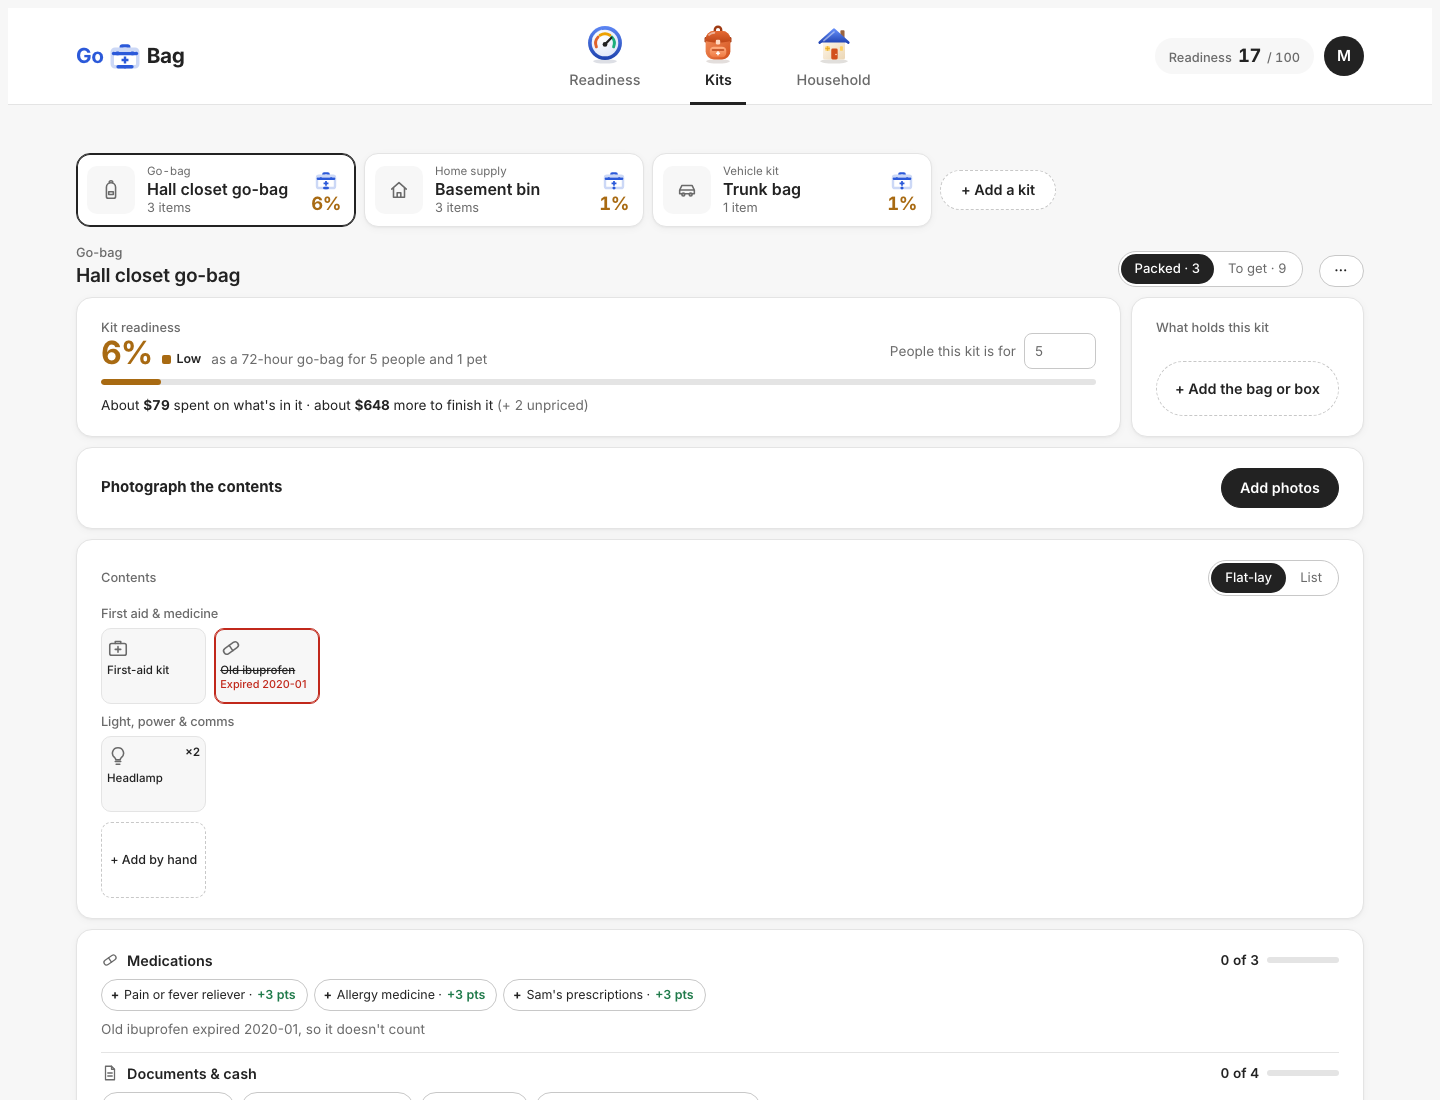 Go Bag
Readiness
Kits
Household
Readiness 17 / 100
M
Go-bag
Hall closet go-bag
3 items
6%
Home supply
Basement bin
3 items
1%
Vehicle kit
Trunk bag
1 item
1%
+ Add a kit
Go-bag
Hall closet go-bag
Packed · 3
To get · 9
···
Kit readiness
6% Low as a 72-hour go-bag for 5 people and 1 pet
People this kit is for 5
About $79 spent on what's in it · about $648 more to finish it (+ 2 unpriced)
What holds this kit
+ Add the bag or box
Photograph the contents
Add photos
Contents
Flat-lay
List
First aid & medicine
First-aid kit
Old ibuprofen
Expired 2020-01
Light, power & comms
×2
Headlamp
+ Add by hand
Medications
0 of 3
+ Pain or fever reliever · +3 pts
+ Allergy medicine · +3 pts
+ Sam's prescriptions · +3 pts
Old ibuprofen expired 2020-01, so it doesn't count
Documents & cash
0 of 4